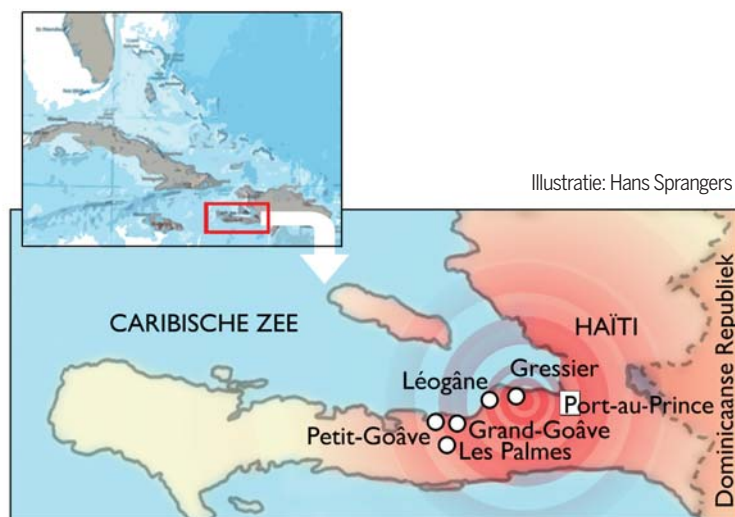 Illustratie: Hans Sprangers
CARIBISCHE ZEE
HAÏTI
Gressier
Léogâne
Port-au-Prince
Petit-Goâve
Grand-Goâve
Les Palmes
Dominicaanse Republiek